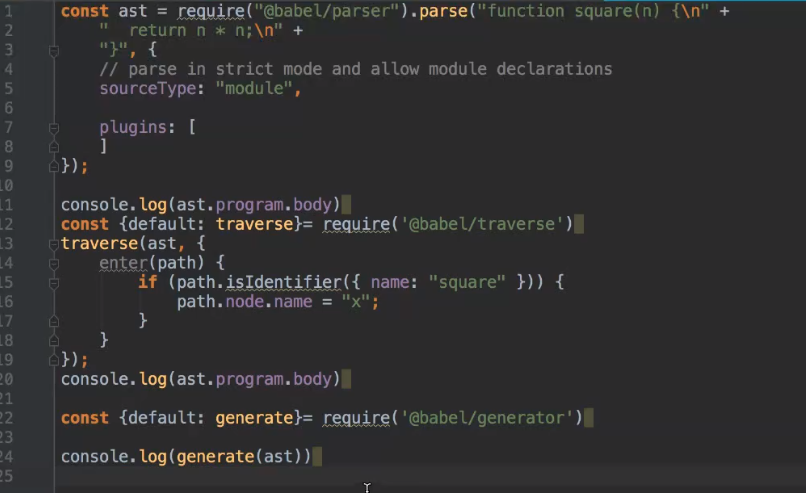 1 const ast = require("@babel/parser").parse("function square(n) {\n" +
2 "  return n * n;\n" +
3 "}", {
4 // parse in strict mode and allow module declarations
5 sourceType: "module",
6
7 plugins: [
8 ]
9 });
10
11 console.log(ast.program.body)
12 const {default: traverse}= require('@babel/traverse')
13 traverse(ast, {
14 enter(path) {
15 if (path.isIdentifier({ name: "square" })) {
16 path.node.name = "x";
17 }
18 }
19 });
20 console.log(ast.program.body)
21
22 const {default: generate}= require('@babel/generator')
23
24 console.log(generate(ast))
25